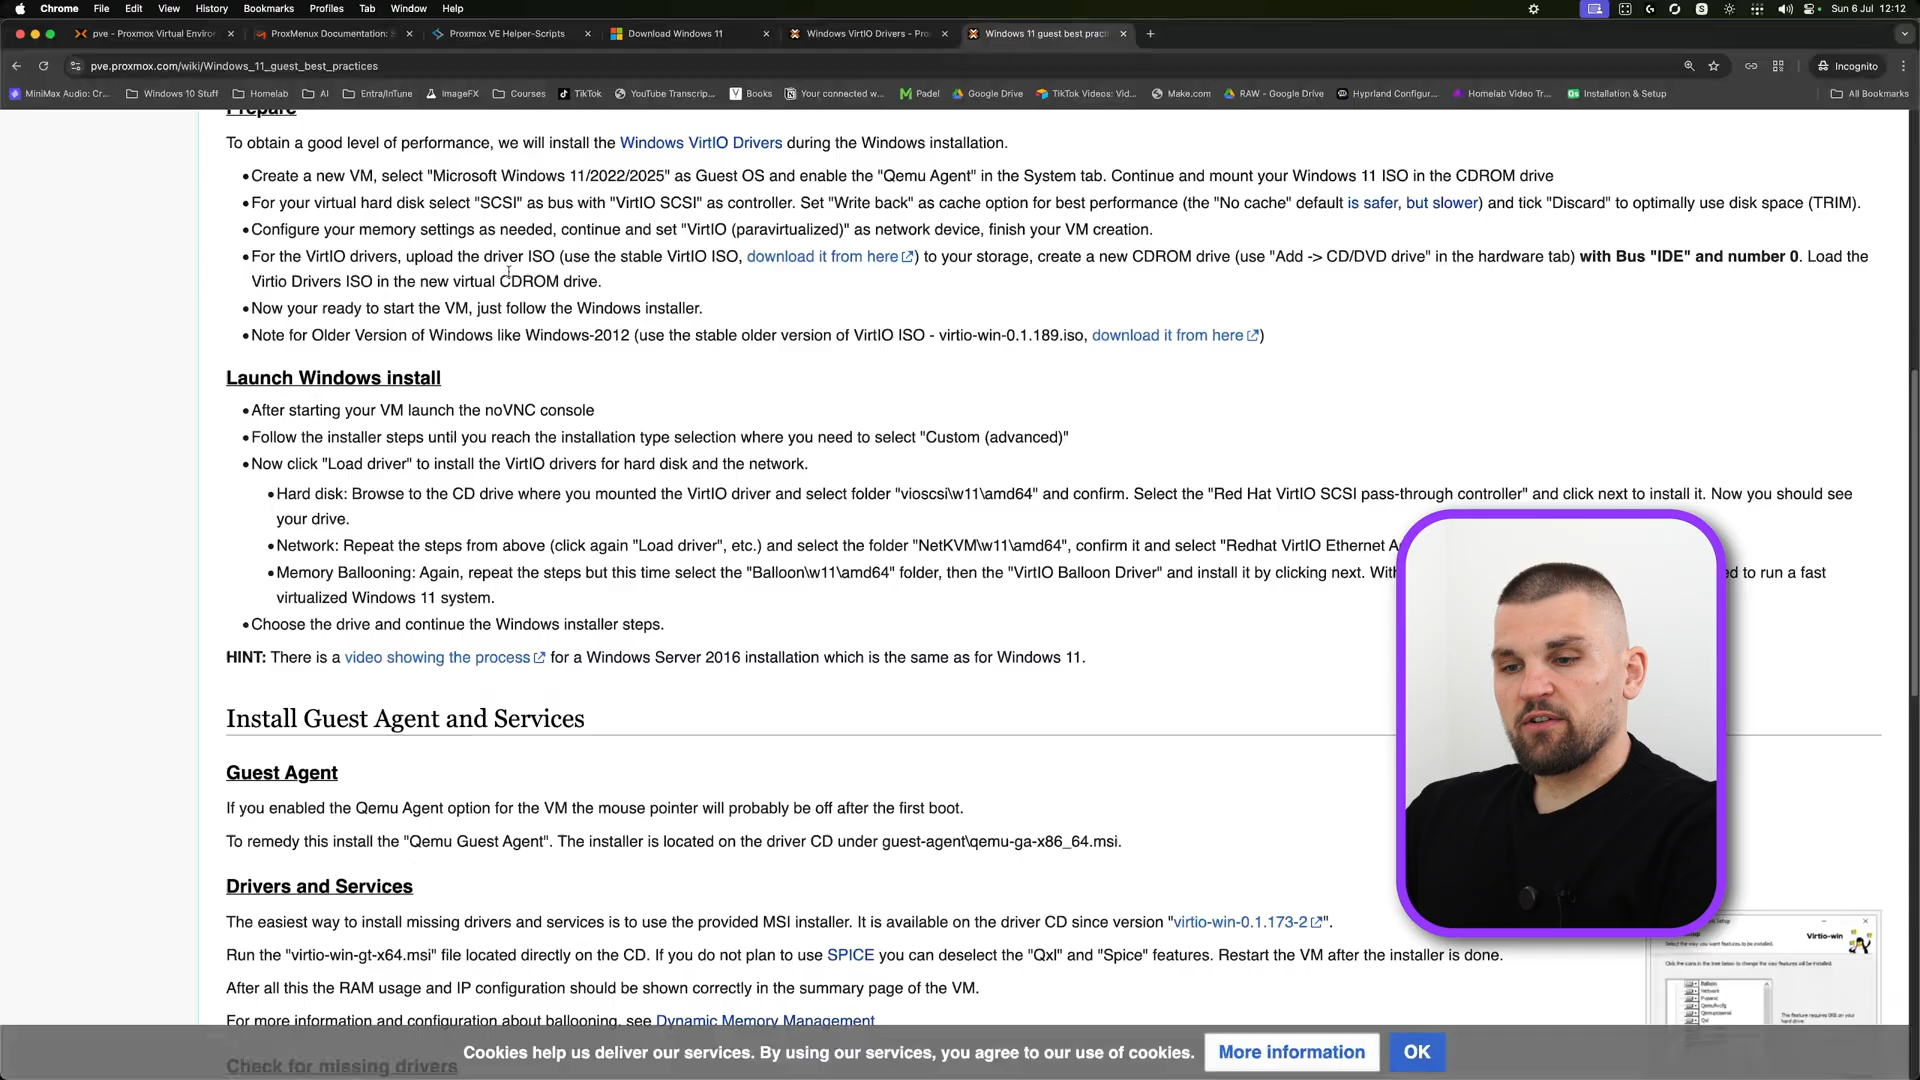 Chrome File Edit View History Bookmarks Profiles Tab Window Help Sun 6 Jul 12:12
pve - Proxmox Virtual Enviro ProxMenux Documentation: Proxmox VE Helper-Scripts Download Windows 11 Windows VirtIO Drivers - Pro Windows 11 guest best practi
pve.proxmox.com/wiki/Windows_11_guest_best_practices Incognito
MiniMax Audio: Cr... Windows 10 Stuff Homelab AI Entra/InTune ImageFX Courses TikTok YouTube Transcrip... Books Your connected w... Padel Google Drive TikTok Videos: Vid... Make.com RAW - Google Drive Hyprland Configur... Homelab Video Tr... Installation & Setup All Bookmarks
Prepare
To obtain a good level of performance, we will install the Windows VirtIO Drivers during the Windows installation.
•Create a new VM, select "Microsoft Windows 11/2022/2025" as Guest OS and enable the "Qemu Agent" in the System tab. Continue and mount your Windows 11 ISO in the CDROM drive
•For your virtual hard disk select "SCSI" as bus with "VirtIO SCSI" as controller. Set "Write back" as cache option for best performance (the "No cache" default is safer, but slower) and tick "Discard" to optimally use disk space (TRIM).
•Configure your memory settings as needed, continue and set "VirtIO (paravirtualized)" as network device, finish your VM creation.
•For the VirtIO drivers, upload the driver ISO (use the stable VirtIO ISO, download it from here) to your storage, create a new CDROM drive (use "Add -> CD/DVD drive" in the hardware tab) with Bus "IDE" and number 0. Load the
Virtio Drivers ISO in the new virtual CDROM drive.
•Now your ready to start the VM, just follow the Windows installer.
•Note for Older Version of Windows like Windows-2012 (use the stable older version of VirtIO ISO - virtio-win-0.1.189.iso, download it from here)
Launch Windows install
•After starting your VM launch the noVNC console
•Follow the installer steps until you reach the installation type selection where you need to select "Custom (advanced)"
•Now click "Load driver" to install the VirtIO drivers for hard disk and the network.
•Hard disk: Browse to the CD drive where you mounted the VirtIO driver and select folder "vioscsi\w11\amd64" and confirm. Select the "Red Hat VirtIO SCSI pass-through controller" and click next to install it. Now you should see
your drive.
•Network: Repeat the steps from above (click again "Load driver", etc.) and select the folder "NetKVM\w11\amd64", confirm it and select "Redhat VirtIO Ethernet A
•Memory Ballooning: Again, repeat the steps but this time select the "Balloon\w11\amd64" folder, then the "VirtIO Balloon Driver" and install it by clicking next. With ed to run a fast
virtualized Windows 11 system.
•Choose the drive and continue the Windows installer steps.
HINT: There is a video showing the process for a Windows Server 2016 installation which is the same as for Windows 11.
Install Guest Agent and Services
Guest Agent
If you enabled the Qemu Agent option for the VM the mouse pointer will probably be off after the first boot.
To remedy this install the "Qemu Guest Agent". The installer is located on the driver CD under guest-agent\qemu-ga-x86_64.msi.
Drivers and Services
The easiest way to install missing drivers and services is to use the provided MSI installer. It is available on the driver CD since version "virtio-win-0.1.173-2".
Run the "virtio-win-gt-x64.msi" file located directly on the CD. If you do not plan to use SPICE you can deselect the "Qxl" and "Spice" features. Restart the VM after the installer is done.
After all this the RAM usage and IP configuration should be shown correctly in the summary page of the VM.
For more information and configuration about ballooning, see Dynamic Memory Management
Check for missing drivers
Virtio-win
Cookies help us deliver our services. By using our services, you agree to our use of cookies. More information OK